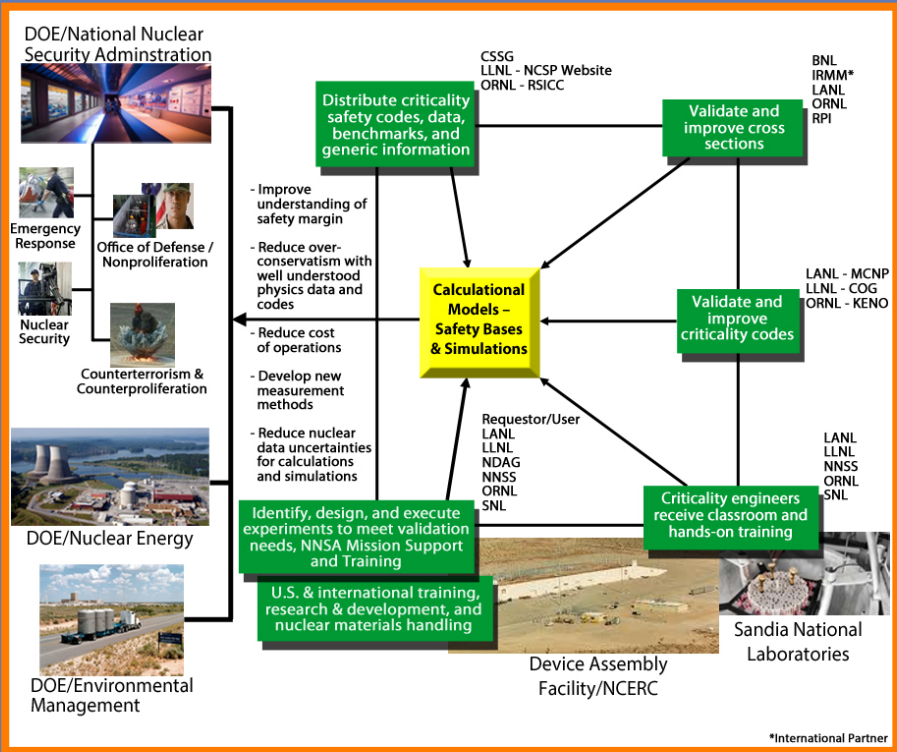 DOE/National Nuclear
Security Adminstration
Emergency
Response
Office of Defense /
Nonproliferation
Nuclear
Security
Counterterrorism &
Counterproliferation
DOE/Nuclear Energy
DOE/Environmental
Management
CSSG
LLNL - NCSP Website
ORNL - RSICC
Distribute criticality
safety codes, data,
benchmarks, and
generic information
- Improve
understanding of
safety margin
- Reduce over-
conservatism with
well understood
physics data and
codes
- Reduce cost
of operations
- Develop new
measurement
methods
- Reduce nuclear
data uncertainties
for calculations
and simulations
Calculational
Models –
Safety Bases
& Simulations
BNL
IRMM*
LANL
ORNL
RPI
Validate and
improve cross
sections
LANL - MCNP
LLNL - COG
ORNL - KENO
Validate and
improve
criticality codes
Requestor/User
LANL
LLNL
NDAG
NNSS
ORNL
SNL
Identify, design, and execute
experiments to meet validation
needs, NNSA Mission Support
and Training
U.S. & international training,
research & development, and
nuclear materials handling
LANL
LLNL
NNSS
ORNL
SNL
Criticality engineers
receive classroom and
hands-on training
Device Assembly
Facility/NCERC
Sandia National
Laboratories
*International Partner